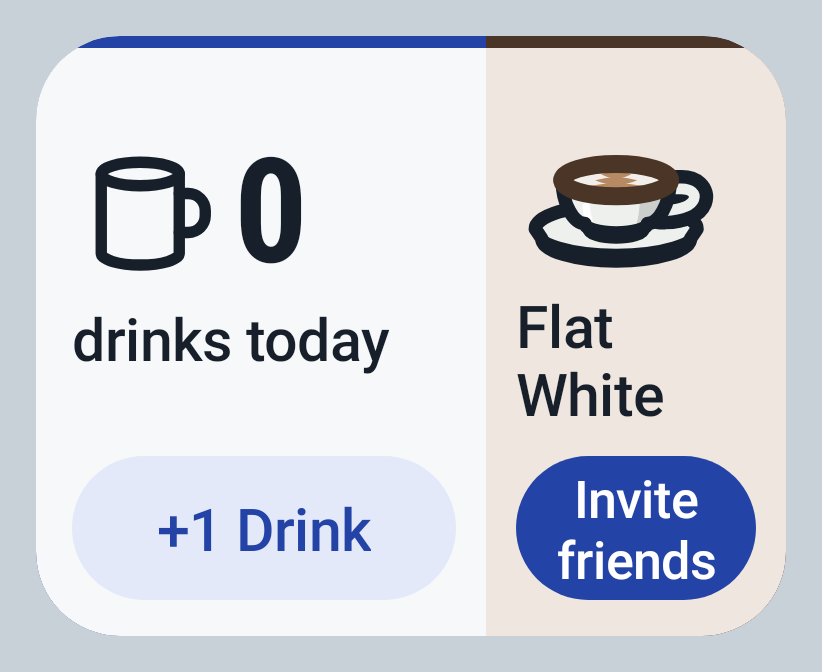 0
drinks today
+1 Drink
Flat
White
Invite
friends